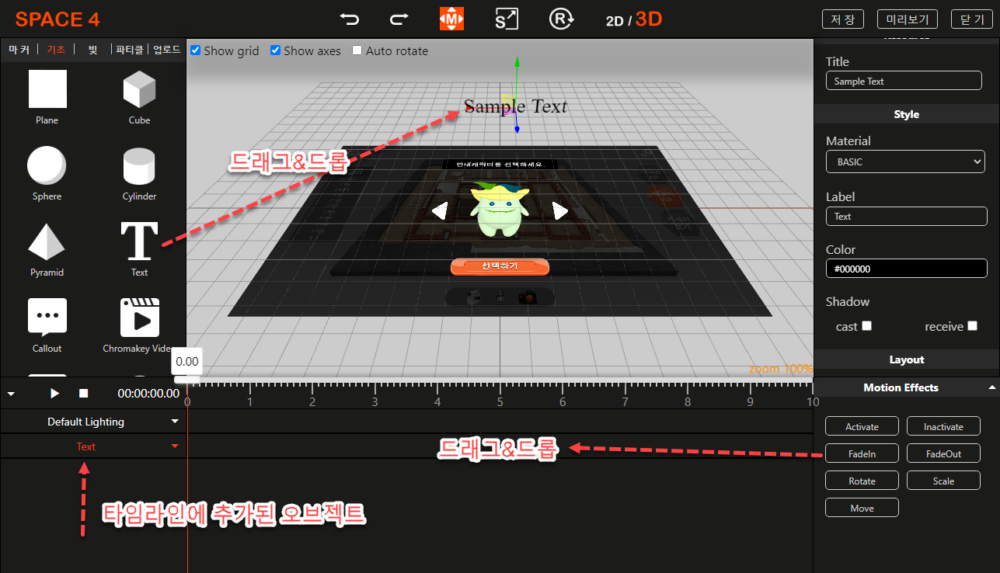 SPACE 4
M
S
R
2D / 3D
저 장
미리보기
닫 기
마 커
기초
빛
파티클
업로드
Show grid
Show axes
Auto rotate
Plane
Cube
Sphere
Cylinder
Pyramid
T
Text
Callout
Chromakey Vide
Sample Text
드래그&드롭
안내캐릭터를 선택하세요.
선택하기
zoom 100%
Title
Sample Text
Style
Material
BASIC
Label
Text
Color
#000000
Shadow
cast
receive
Layout
0.00
00:00:00.00
0 1 2 3 4 5 6 7 8 9 10
Default Lighting
Text
드래그&드롭
타임라인에 추가된 오브젝트
Motion Effects
Activate
Inactivate
FadeIn
FadeOut
Rotate
Scale
Move